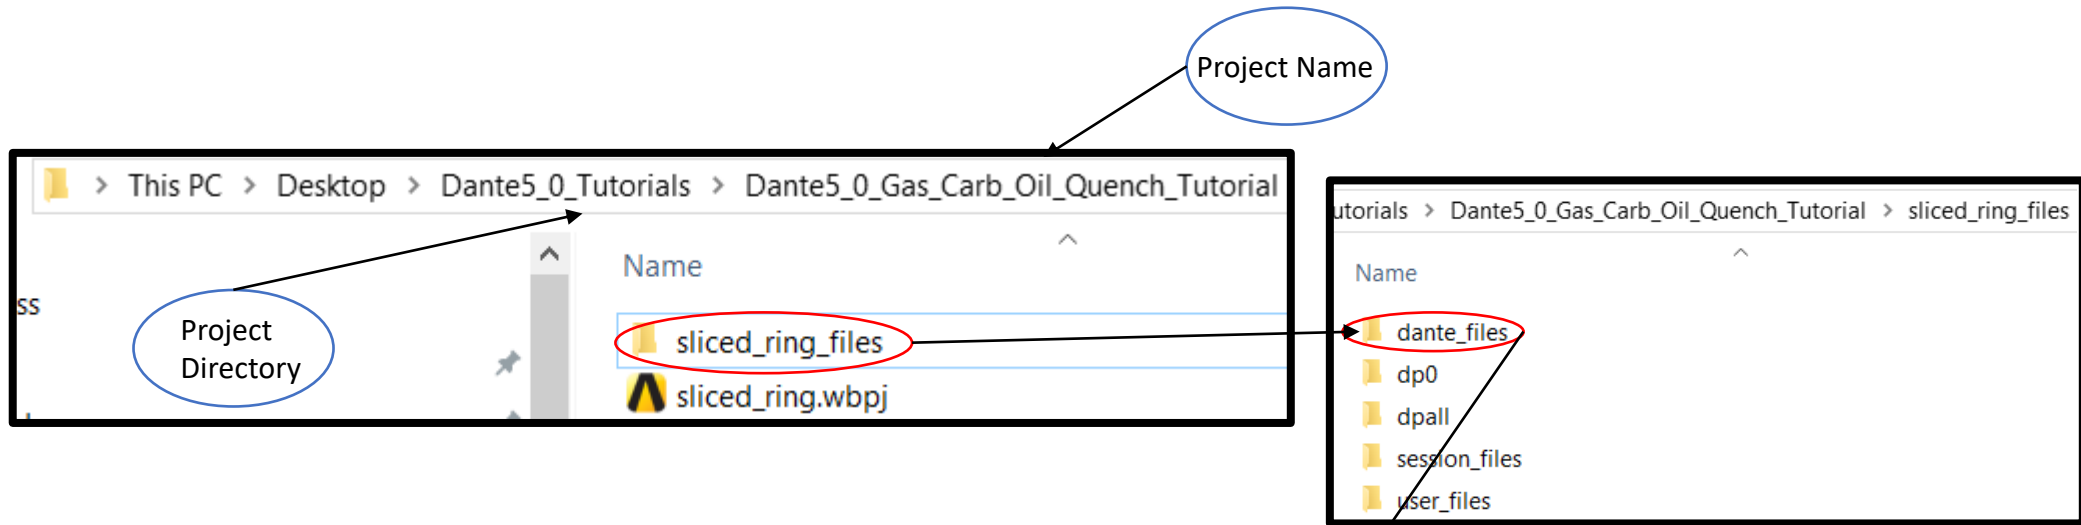 Project Name
> This PC > Desktop > Dante5_0_Tutorials > Dante5_0_Gas_Carb_Oil_Quench_Tutorial
Name
ss
Project
Directory
sliced_ring_files
sliced_ring.wbpj
utorials > Dante5_0_Gas_Carb_Oil_Quench_Tutorial > sliced_ring_files
Name
dante_files
dp0
dpall
session_files
user_files